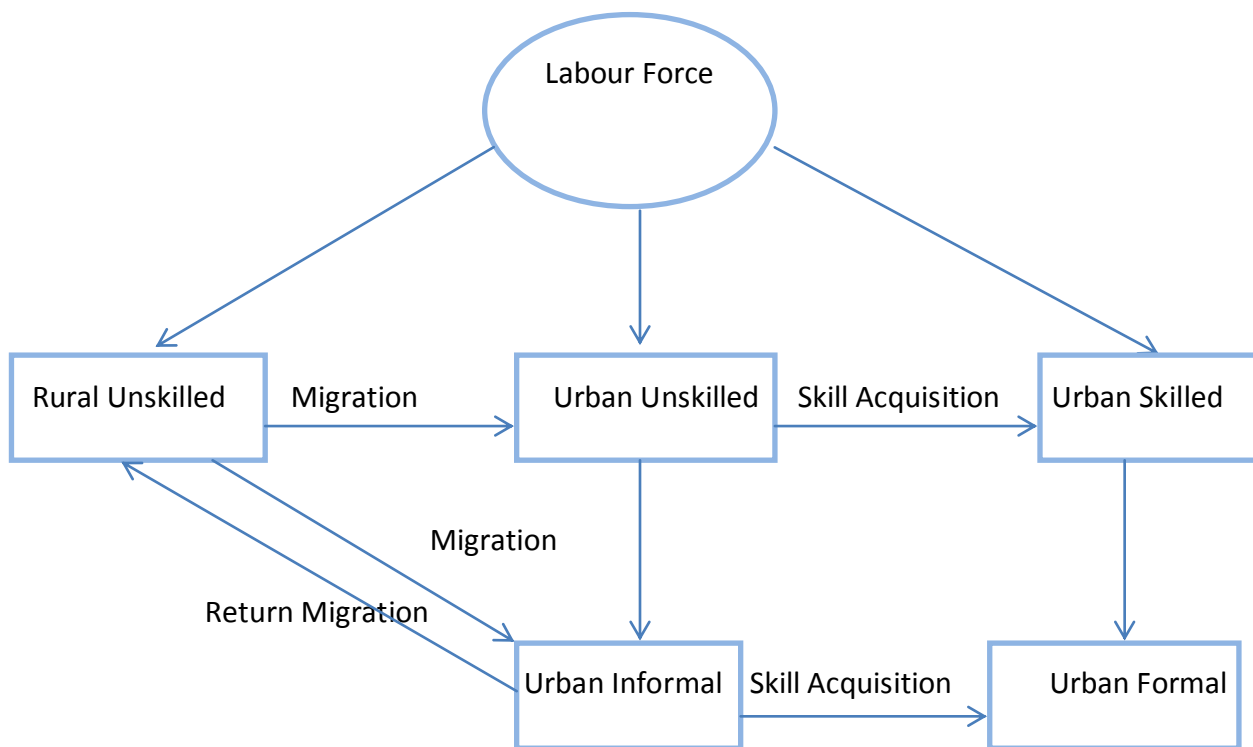 Labour Force
Rural Unskilled
Migration
Urban Unskilled
Skill Acquisition
Urban Skilled
Migration
Return Migration
Urban Informal
Skill Acquisition
Urban Formal